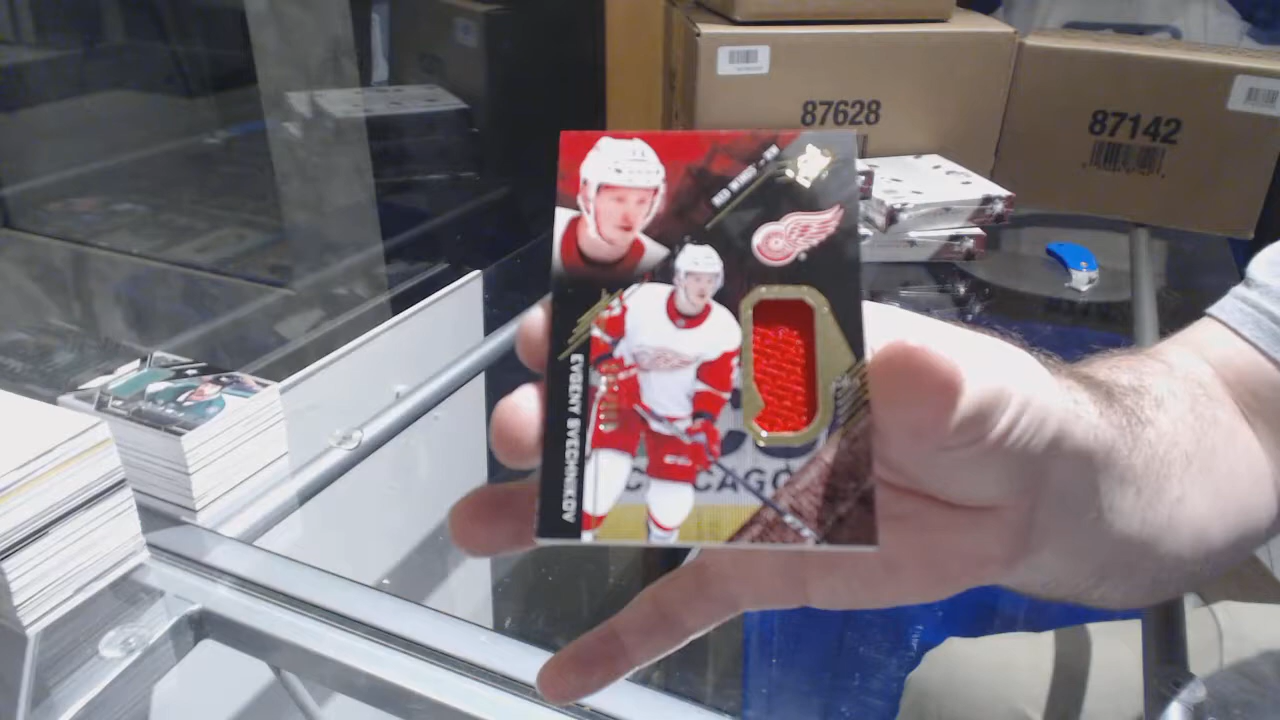 87628
87142
RED WINGS - RW
EVGENY SVECHNIKOV
CHICAGO